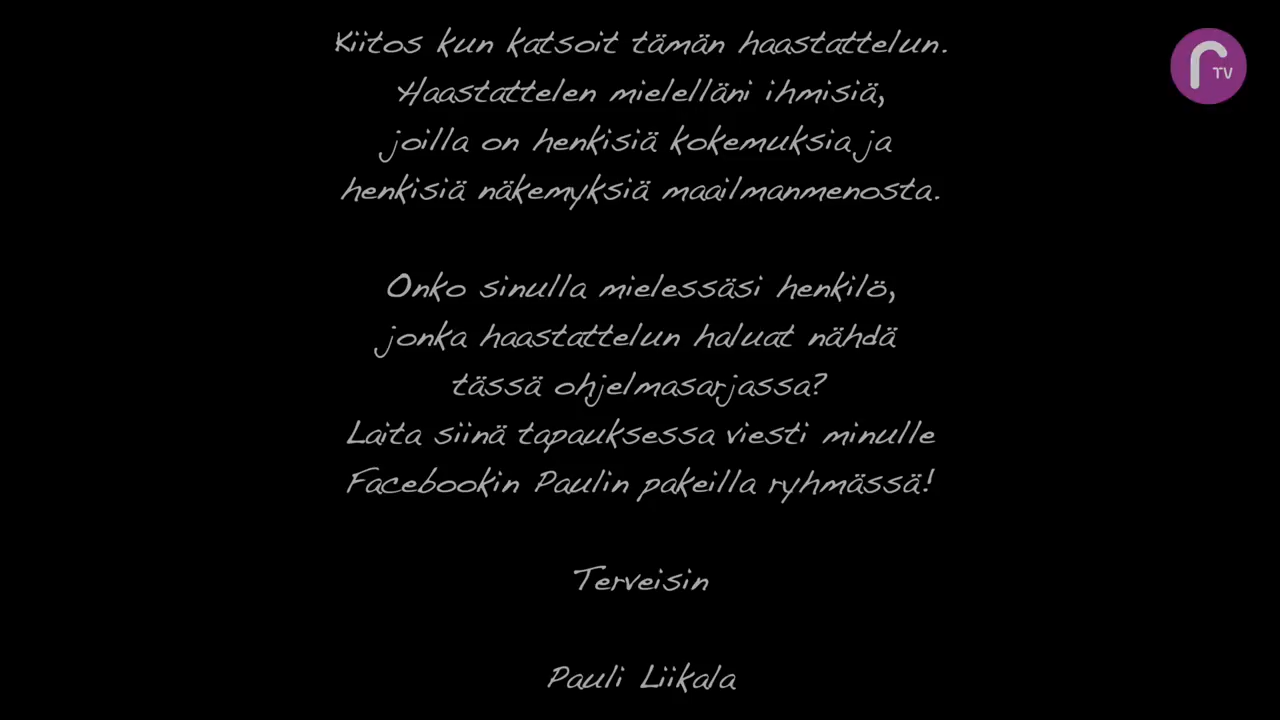 Kiitos kun katsoit tämän haastattelun.
Haastattelen mielelläni ihmisiä,
joilla on henkisiä kokemuksia ja
henkisiä näkemyksiä maailmanmenosta.
Onko sinulla mielessäsi henkilö,
jonka haastattelun haluat nähdä
tässä ohjelmasarjassa?
Laita siinä tapauksessa viesti minulle
Facebookin Paulin pakeilla ryhmässä!
Terveisin
Pauli Liikala
r TV